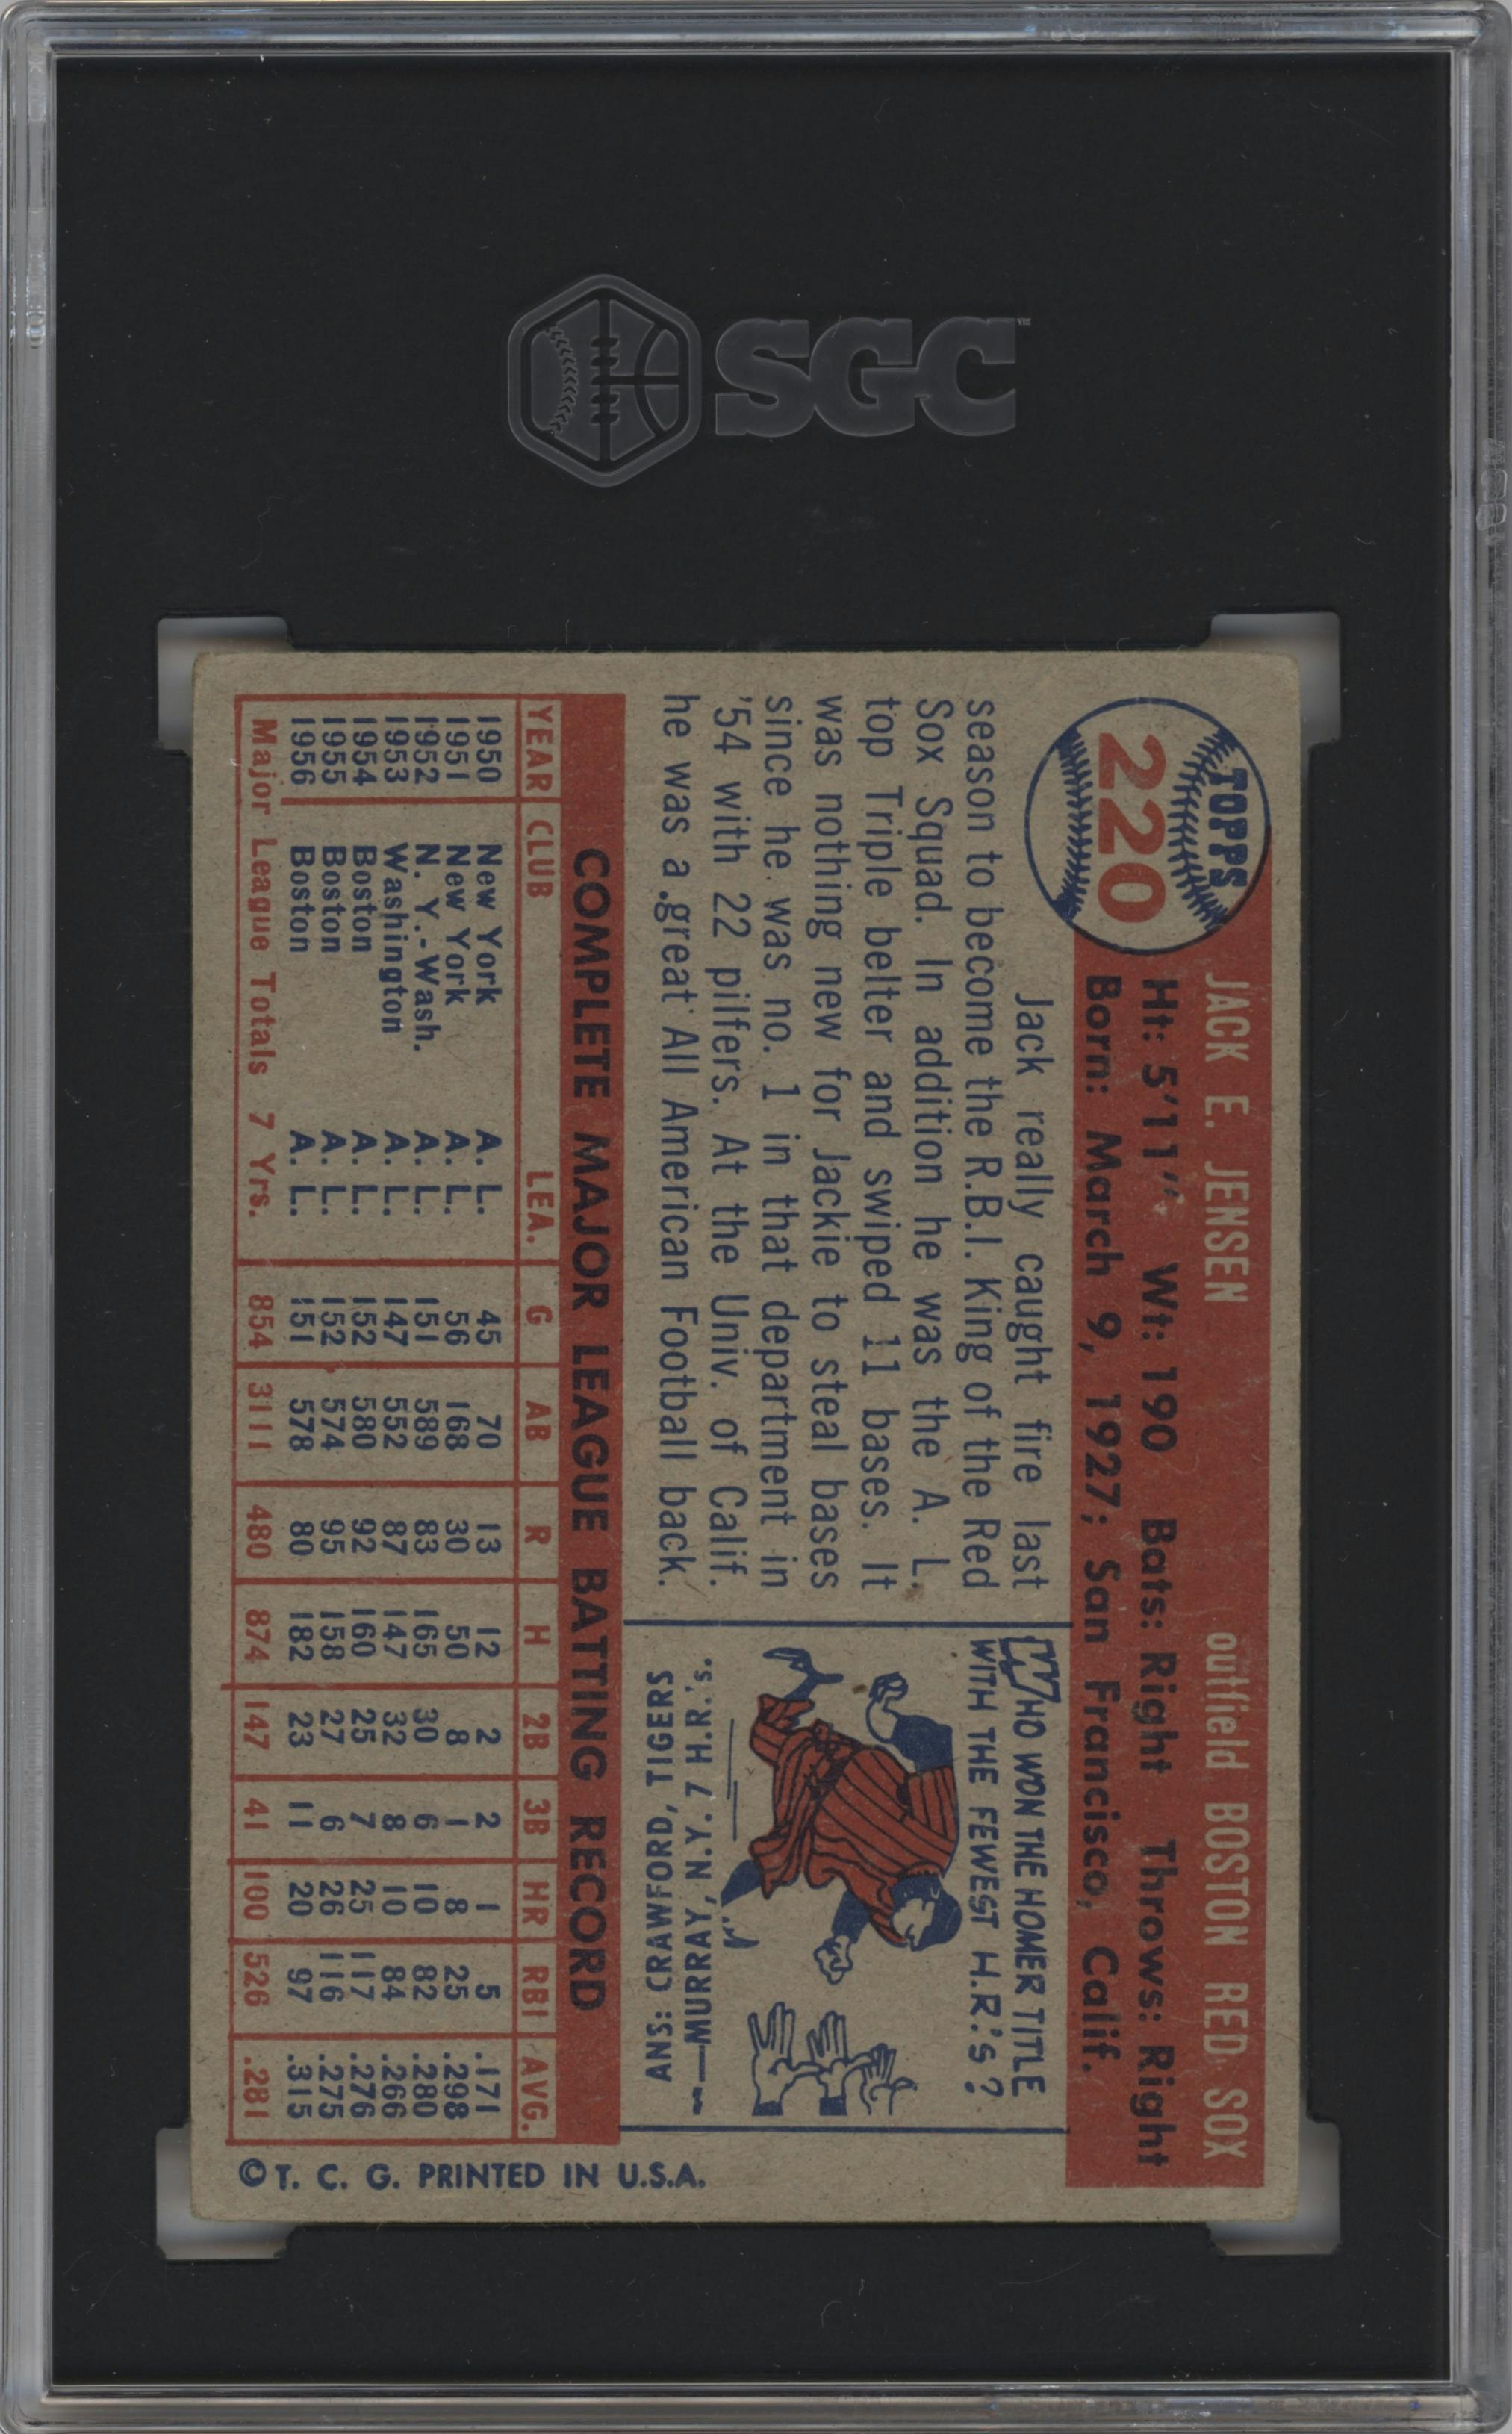 SGC
TOPPS
220
JACK E. JENSEN outfield BOSTON RED SOX
Ht: 5'11" Wt: 190 Bats: Right Throws: Right
Born: March 9, 1927; San Francisco, Calif.
Jack really caught fire last
season to become the R.B.I. King of the Red
Sox Squad. In addition he was the A. L.
top Triple belter and swiped 11 bases. It
was nothing new for Jackie to steal bases
since he was no. 1 in that department in
'54 with 22 pilfers. At the Univ. of Calif.
he was a great All American Football back.
WHO WON THE HOMER TITLE
WITH THE FEWEST H.R.'s?
—MURRAY, N.Y. 7 H.R.'s.
ANS: CRAWFORD, TIGERS
COMPLETE MAJOR LEAGUE BATTING RECORD
YEAR CLUB LEA. G AB R H 2B 3B HR RBI AVG.
1950 New York A. L. 45 70 13 12 2 2 1 5 .171
1951 New York A. L. 56 168 30 50 8 1 8 25 .298
1952 N. Y.-Wash. A. L. 151 589 83 165 30 6 10 82 .280
1953 Washington A. L. 147 552 87 147 32 8 10 84 .266
1954 Boston A. L. 152 580 92 160 25 7 25 117 .276
1955 Boston A. L. 152 574 95 158 27 6 26 116 .275
1956 Boston A. L. 151 578 80 182 23 11 20 97 .315
Major League Totals 7 Yrs. 854 3111 480 874 147 41 100 526 .281
©T. C. G. PRINTED IN U.S.A.